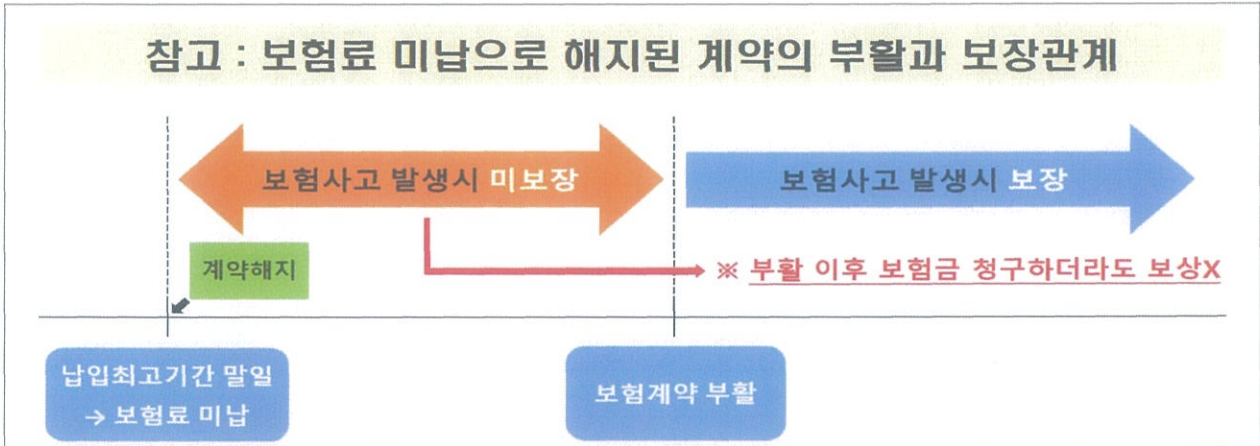 참고 : 보험료 미납으로 해지된 계약의 부활과 보장관계
보험사고 발생시 미보장
보험사고 발생시 보장
계약해지
※ 부활 이후 보험금 청구하더라도 보상X
납입최고기간 말일
→ 보험료 미납
보험계약 부활